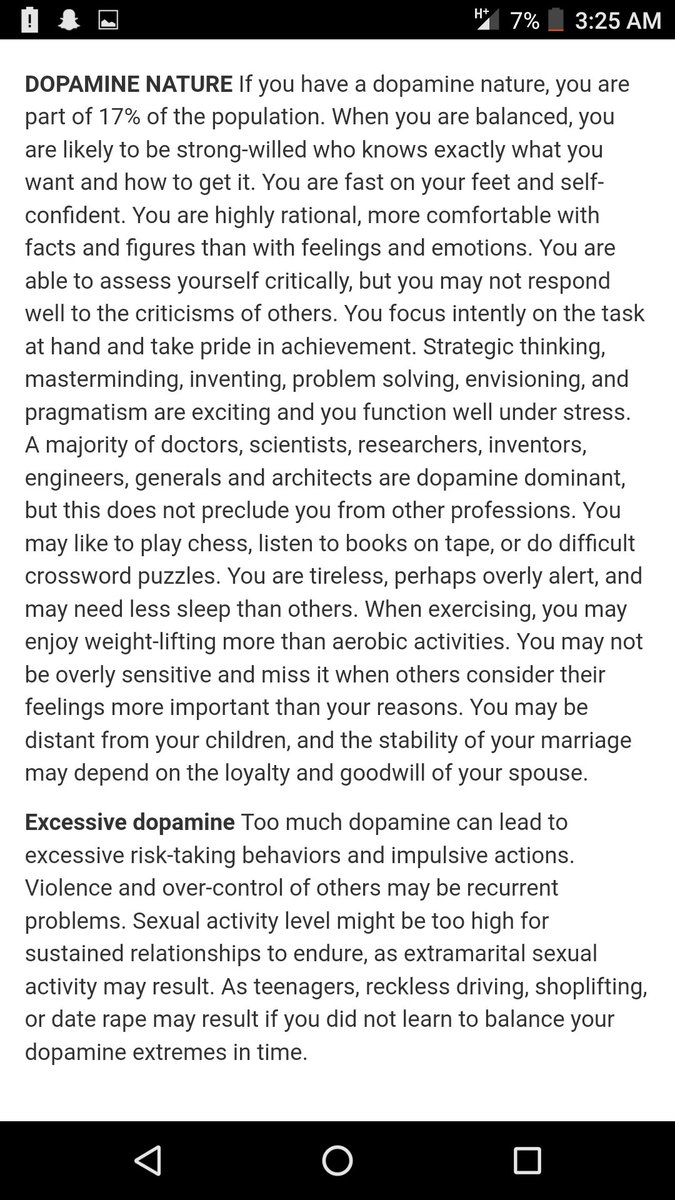 H+ 7% 3:25 AM
DOPAMINE NATURE If you have a dopamine nature, you are
part of 17% of the population. When you are balanced, you
are likely to be strong-willed who knows exactly what you
want and how to get it. You are fast on your feet and self-
confident. You are highly rational, more comfortable with
facts and figures than with feelings and emotions. You are
able to assess yourself critically, but you may not respond
well to the criticisms of others. You focus intently on the task
at hand and take pride in achievement. Strategic thinking,
masterminding, inventing, problem solving, envisioning, and
pragmatism are exciting and you function well under stress.
A majority of doctors, scientists, researchers, inventors,
engineers, generals and architects are dopamine dominant,
but this does not preclude you from other professions. You
may like to play chess, listen to books on tape, or do difficult
crossword puzzles. You are tireless, perhaps overly alert, and
may need less sleep than others. When exercising, you may
enjoy weight-lifting more than aerobic activities. You may not
be overly sensitive and miss it when others consider their
feelings more important than your reasons. You may be
distant from your children, and the stability of your marriage
may depend on the loyalty and goodwill of your spouse.
Excessive dopamine Too much dopamine can lead to
excessive risk-taking behaviors and impulsive actions.
Violence and over-control of others may be recurrent
problems. Sexual activity level might be too high for
sustained relationships to endure, as extramarital sexual
activity may result. As teenagers, reckless driving, shoplifting,
or date rape may result if you did not learn to balance your
dopamine extremes in time.